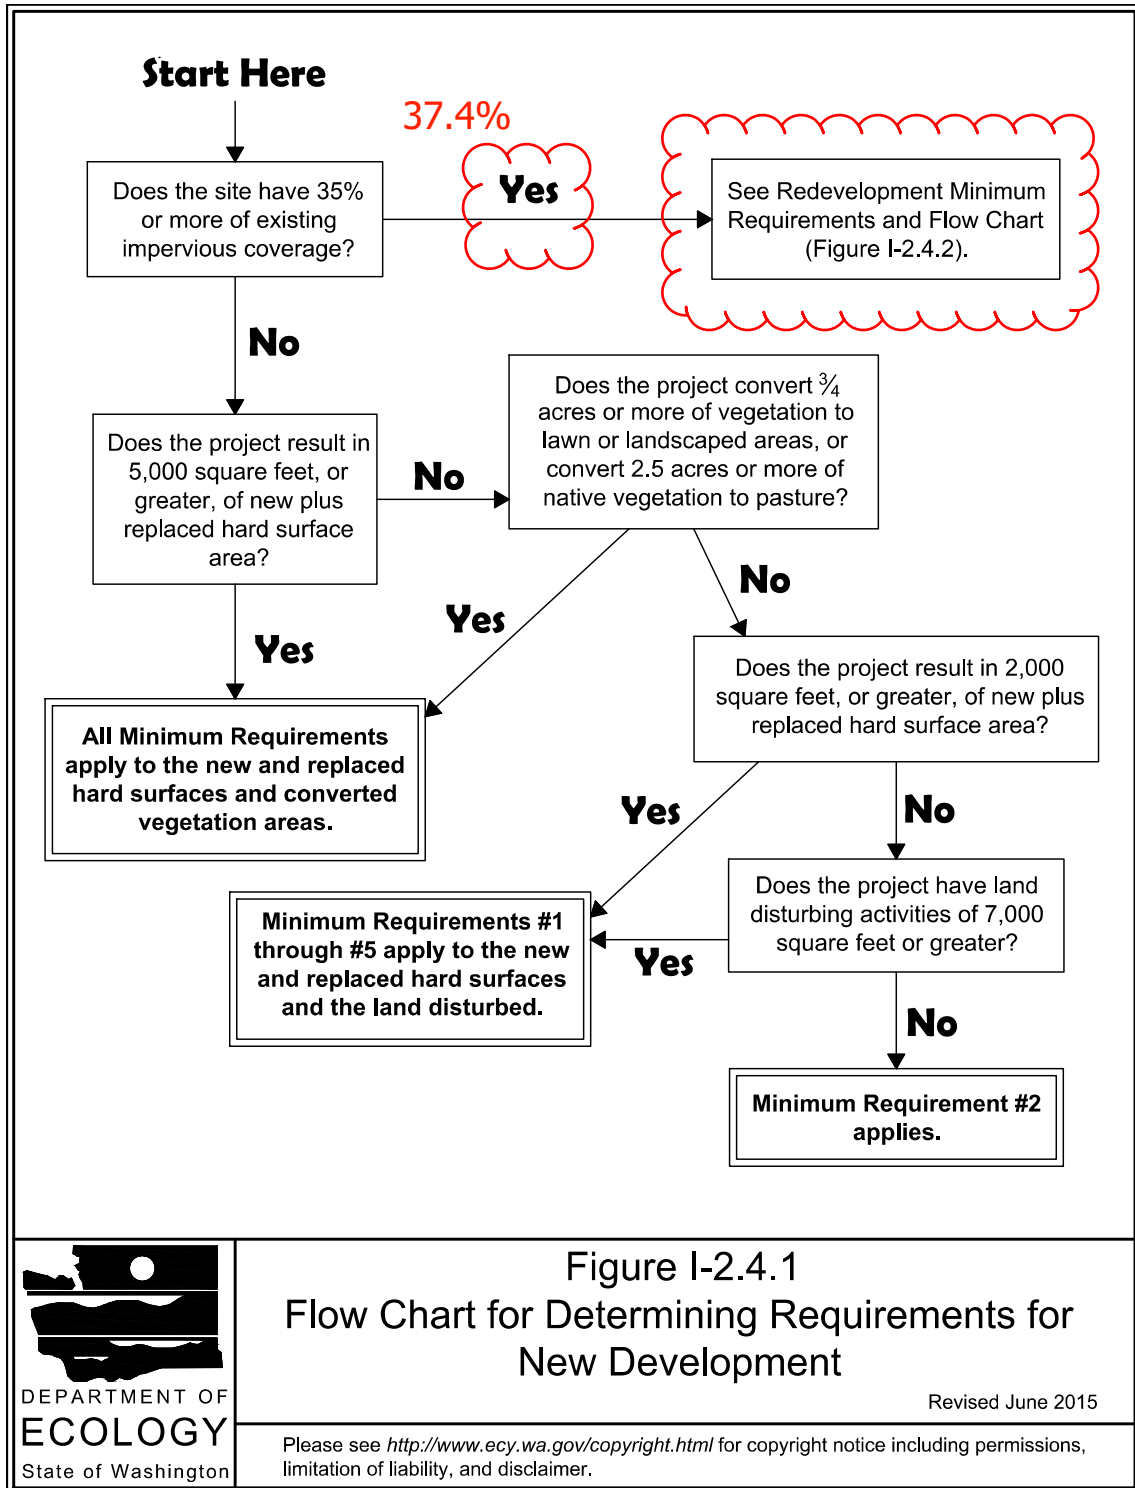 Start Here
37.4%
Does the site have 35%
or more of existing
impervious coverage?
Yes
See Redevelopment Minimum
Requirements and Flow Chart
(Figure I-2.4.2).
No
Does the project result in
5,000 square feet, or
greater, of new plus
replaced hard surface
area?
No
Does the project convert ¾
acres or more of vegetation to
lawn or landscaped areas, or
convert 2.5 acres or more of
native vegetation to pasture?
Yes
Yes
No
All Minimum Requirements
apply to the new and replaced
hard surfaces and converted
vegetation areas.
Does the project result in 2,000
square feet, or greater, of new plus
replaced hard surface area?
Yes
No
Minimum Requirements #1
through #5 apply to the new
and replaced hard surfaces
and the land disturbed.
Yes
Does the project have land
disturbing activities of 7,000
square feet or greater?
No
Minimum Requirement #2
applies.
DEPARTMENT OF
ECOLOGY
State of Washington
Figure I-2.4.1
Flow Chart for Determining Requirements for
New Development
Revised June 2015
Please see http://www.ecy.wa.gov/copyright.html for copyright notice including permissions,
limitation of liability, and disclaimer.